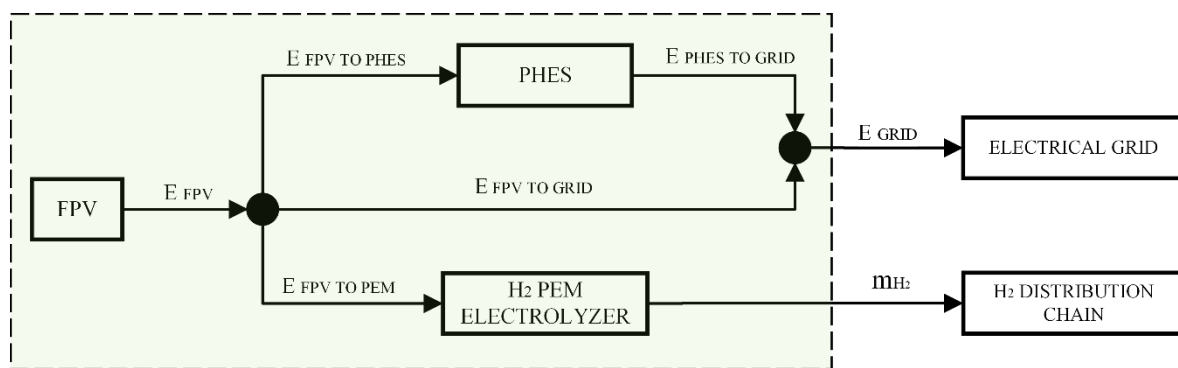 E FPV TO PHES
PHES
E PHES TO GRID
E GRID
ELECTRICAL GRID
FPV
E FPV
E FPV TO GRID
E FPV TO PEM
H2 PEM
ELECTROLYZER
mH2
H2 DISTRIBUTION
CHAIN